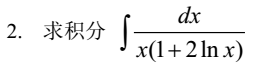 2. 求积分 ∫ dx / x(1+2ln x)